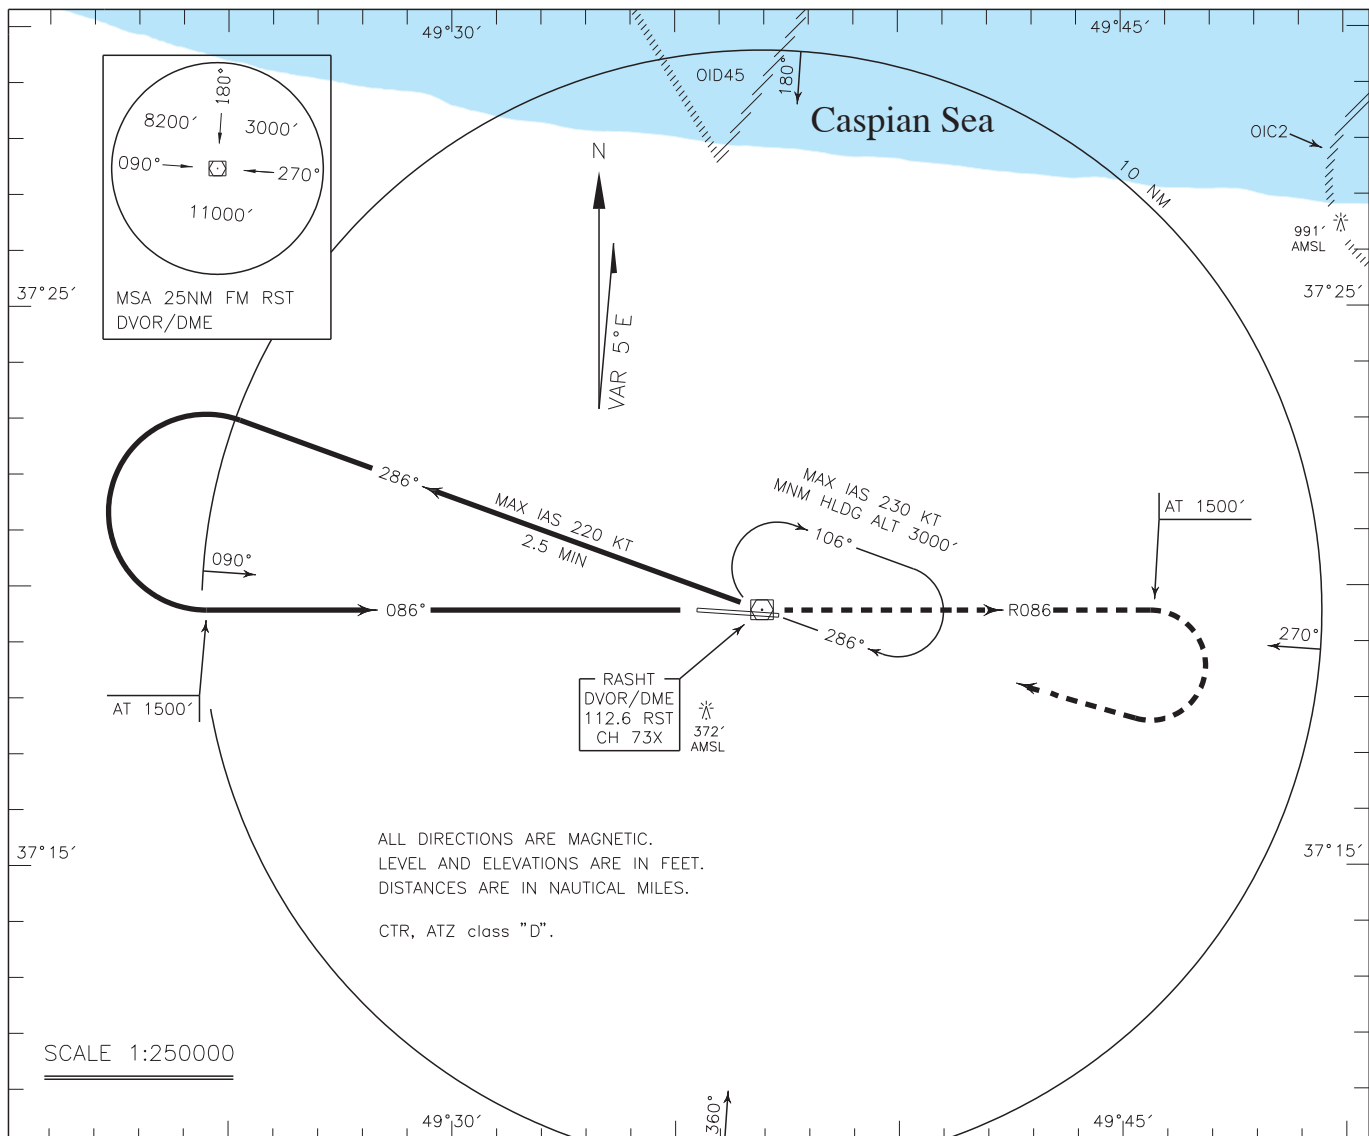 49°30′
49°45′
OID45
180°
Caspian Sea
OIC2
10 NM
991′
AMSL
180°
8200′
3000′
090°
270°
11000′
MSA 25NM FM RST
DVOR/DME
N
VAR 5°E
37°25′
37°25′
286°
MAX IAS 220 KT
2.5 MIN
MAX IAS 230 KT
MNM HLDG ALT 3000′
106°
AT 1500′
090°
086°
R086
286°
270°
AT 1500′
RASHT
DVOR/DME
112.6 RST
CH 73X
372′
AMSL
37°15′
37°15′
ALL DIRECTIONS ARE MAGNETIC.
LEVEL AND ELEVATIONS ARE IN FEET.
DISTANCES ARE IN NAUTICAL MILES.
CTR, ATZ class "D".
SCALE 1:250000
360°
49°30′
49°45′